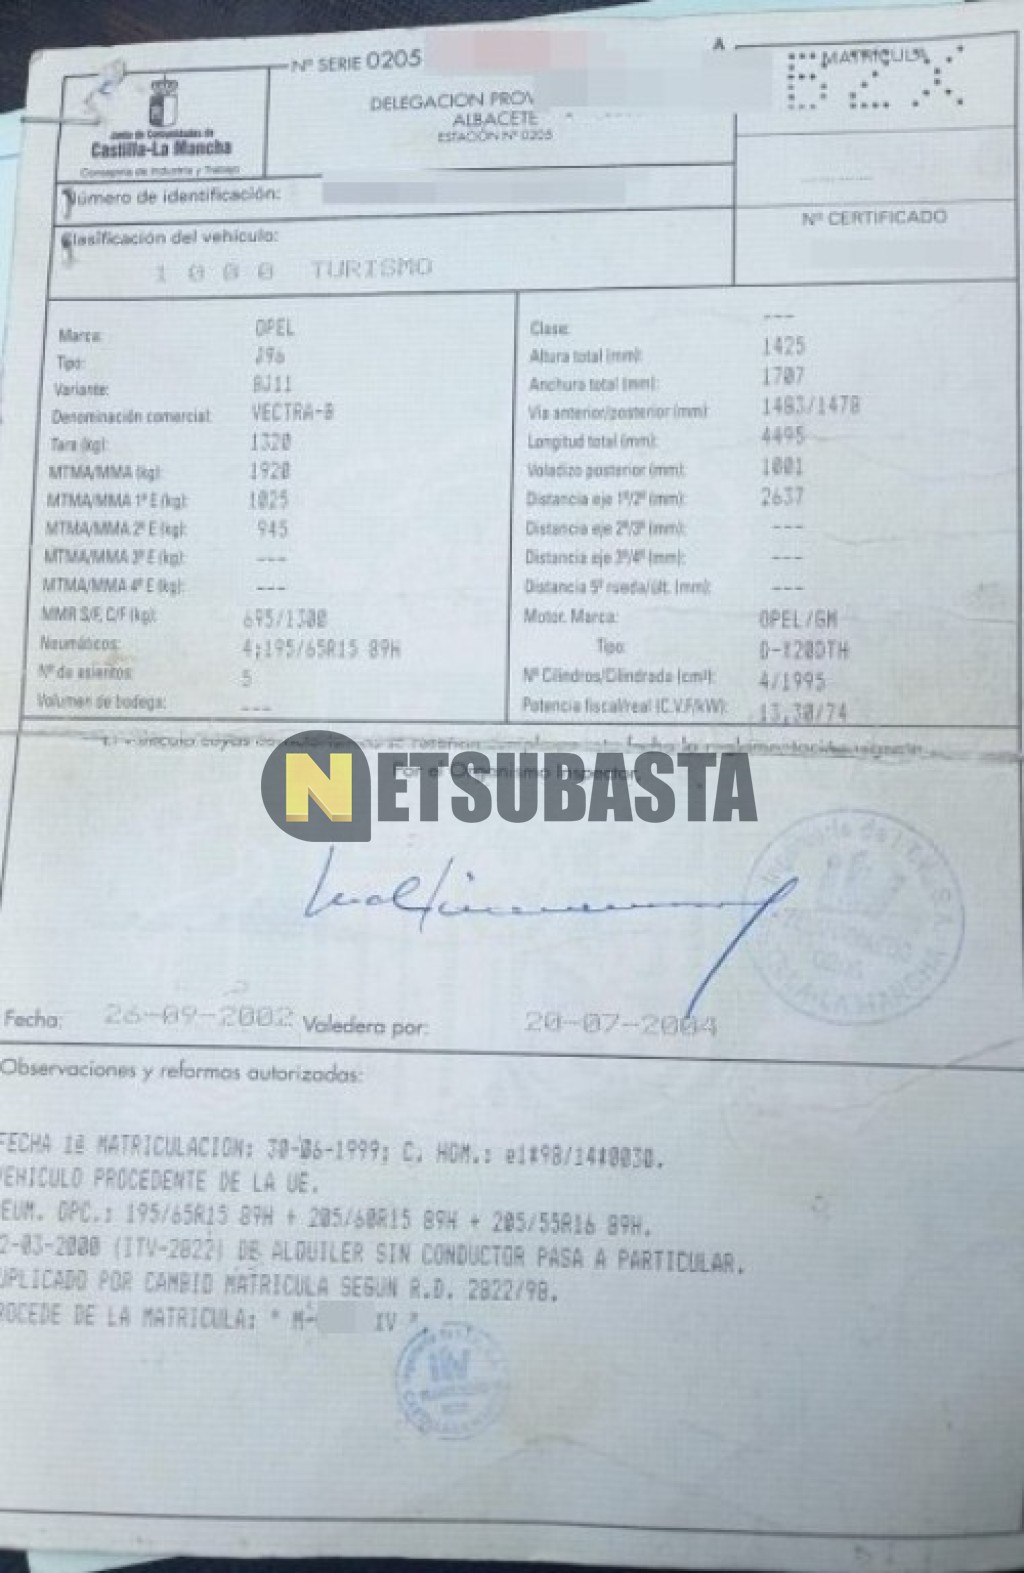 Nº SERIE 0205
A
MATRICULA
BZX
DELEGACION PROV
ALBACETE
ESTACIÓN Nº 0205
Junta de Comunidades de
Castilla-La Mancha
Consejería de Industria y Trabajo
Número de identificación:
Nº CERTIFICADO
Clasificación del vehículo:
1000 TURISMO
Marca: OPEL
Tipo: J96
Variante: BJ11
Denominación comercial: VECTRA-B
Tara (kg): 1320
MTMA/MMA (kg): 1920
MTMA/MMA 1º E (kg): 1025
MTMA/MMA 2º E (kg): 945
MTMA/MMA 3º E (kg): ---
MTMA/MMA 4º E (kg): ---
MMR S/F, C/F (kg): 695/1300
Neumáticos: 4;195/65R15 89H
Nº de asientos: 5
Volumen de bodega: ---
Clase: ---
Altura total (mm): 1425
Anchura total (mm): 1707
Vía anterior/posterior (mm): 1483/1478
Longitud total (mm): 4495
Voladizo posterior (mm): 1001
Distancia eje 1º/2º (mm): 2637
Distancia eje 2º/3º (mm): ---
Distancia eje 3º/4º (mm): ---
Distancia 5ª rueda/últ. (mm): ---
Motor. Marca: OPEL/GM
Tipo: D-X20DTH
Nº Cilindros/Cilindrada (cm³): 4/1995
Potencia fiscal/real (C.V.F/kW): 13,30/74
Por el Organismo Inspector,
NETSUBASTA
Fecha: 26-09-2002 Valedera por: 20-07-2004
Observaciones y reformas autorizadas:
FECHA 1ª MATRICULACION: 30-06-1999; C. HOM.: e1*98/14*0030.
VEHICULO PROCEDENTE DE LA UE.
EUM. OPC.: 195/65R15 89H + 205/60R15 89H + 205/55R16 89H.
2-03-2000 (ITV-2822) DE ALQUILER SIN CONDUCTOR PASA A PARTICULAR.
UPLICADO POR CAMBIO MATRICULA SEGUN R.D. 2822/98.
ROCEDE DE LA MATRICULA: " M- IV "